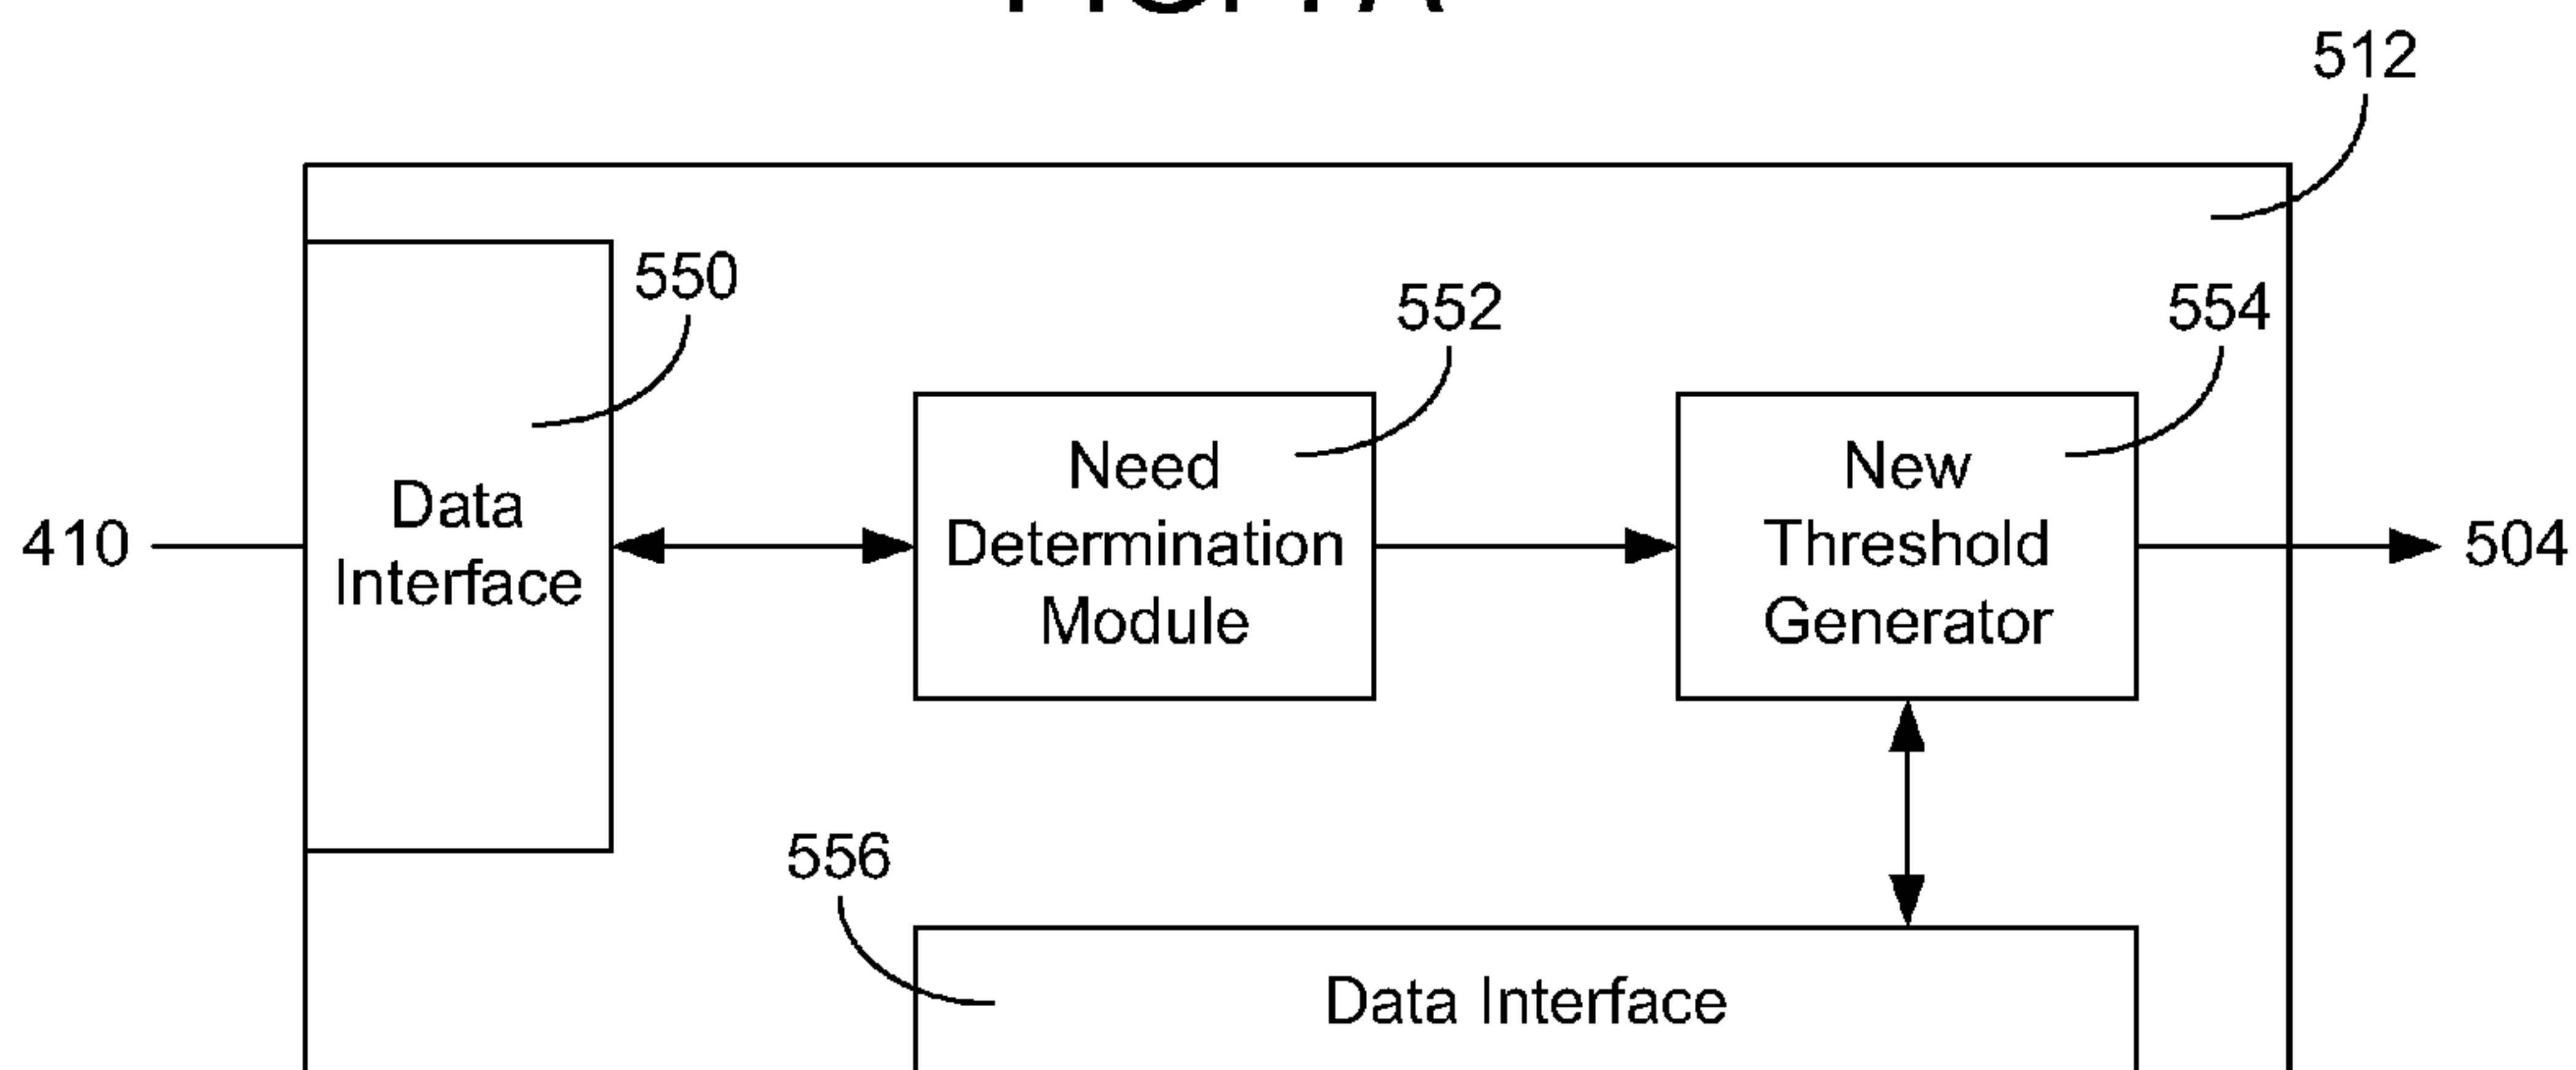 512
550
552
554
Data
Interface
Need
Determination
Module
New
Threshold
Generator
410
504
556
Data Interface